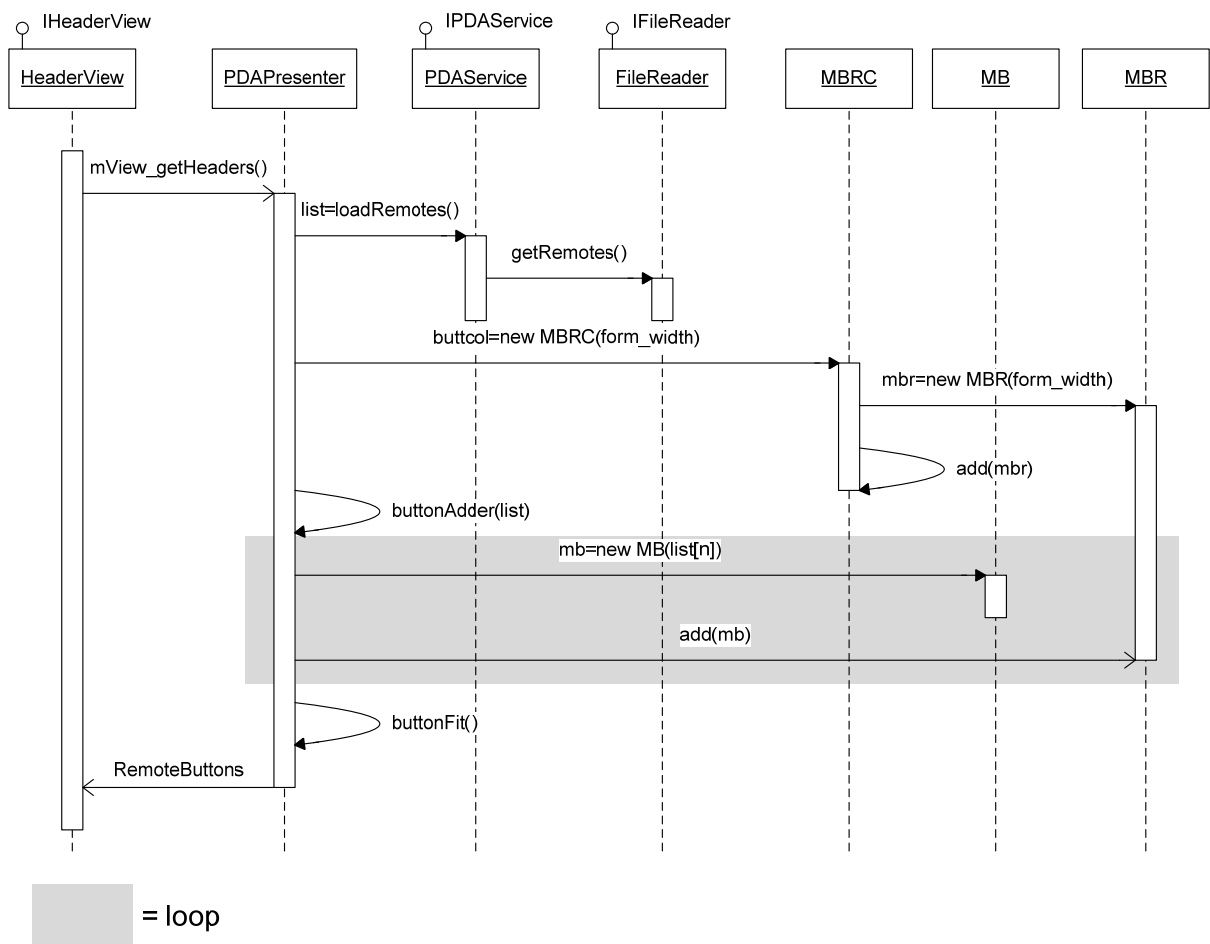 IHeaderView
IPDAService
IFileReader
HeaderView
PDAPresenter
PDAService
FileReader
MBRC
MB
MBR
mView_getHeaders()
list=loadRemotes()
getRemotes()
buttcol=new MBRC(form_width)
mbr=new MBR(form_width)
add(mbr)
buttonAdder(list)
mb=new MB(list[n])
add(mb)
buttonFit()
RemoteButtons
= loop